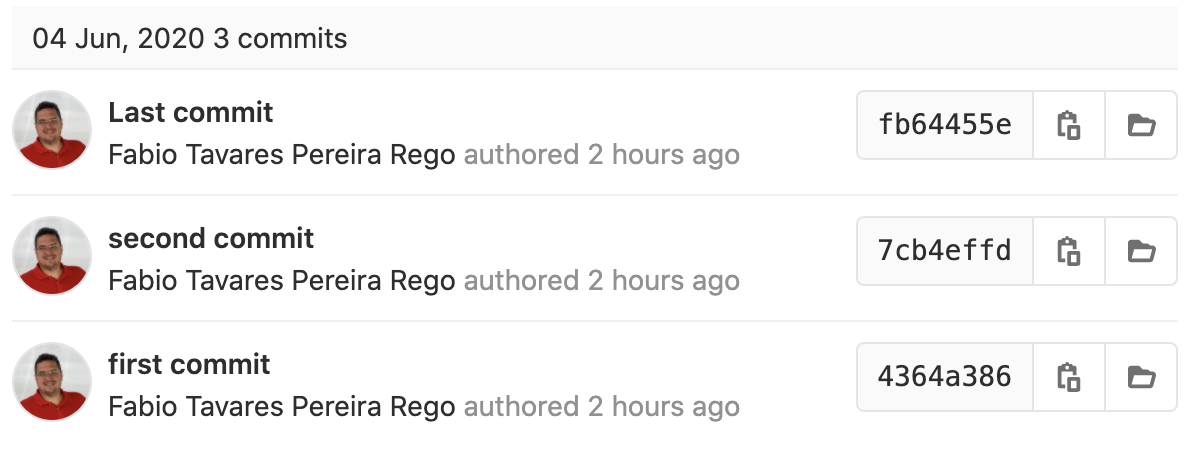 04 Jun, 2020 3 commits
Last commit
Fabio Tavares Pereira Rego authored 2 hours ago
fb64455e
second commit
Fabio Tavares Pereira Rego authored 2 hours ago
7cb4effd
first commit
Fabio Tavares Pereira Rego authored 2 hours ago
4364a386